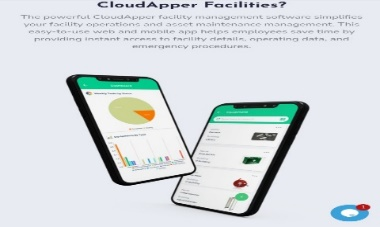 CloudApper Facilities?
The powerful CloudApper facility management software simplifies
your facility operations and asset maintenance management. This
easy-to-use web and mobile app helps employees save time by
providing instant access to facility details, operating data, and
emergency procedures.